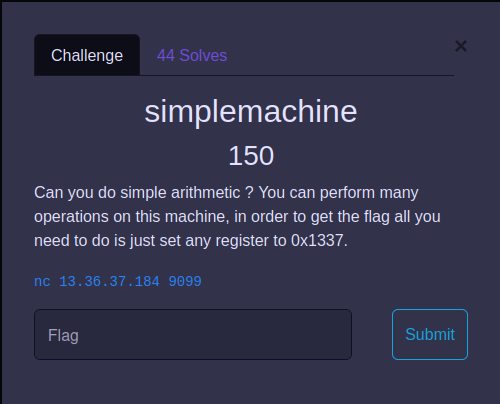 Challenge
44 Solves
×
simplemachine
150
Can you do simple arithmetic ? You can perform many
operations on this machine, in order to get the flag all you
need to do is just set any register to 0x1337.
nc 13.36.37.184 9099
Flag
Submit